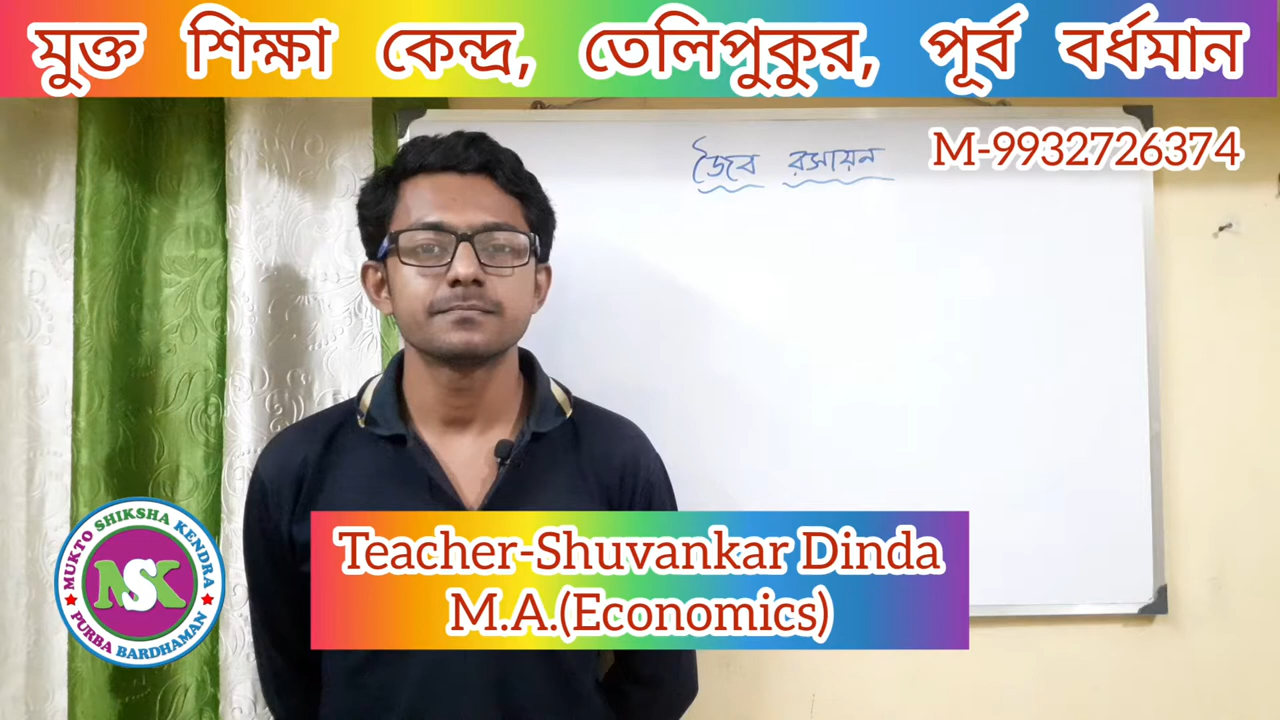 মুক্ত শিক্ষা কেন্দ্র, তেলিপুকুর, পূর্ব বর্ধমান
জৈব রসায়ন
M-9932726374
MUKTO SHIKSHA KENDRA
MSK
PURBA BARDHAMAN
Teacher-Shuvankar Dinda
M.A.(Economics)